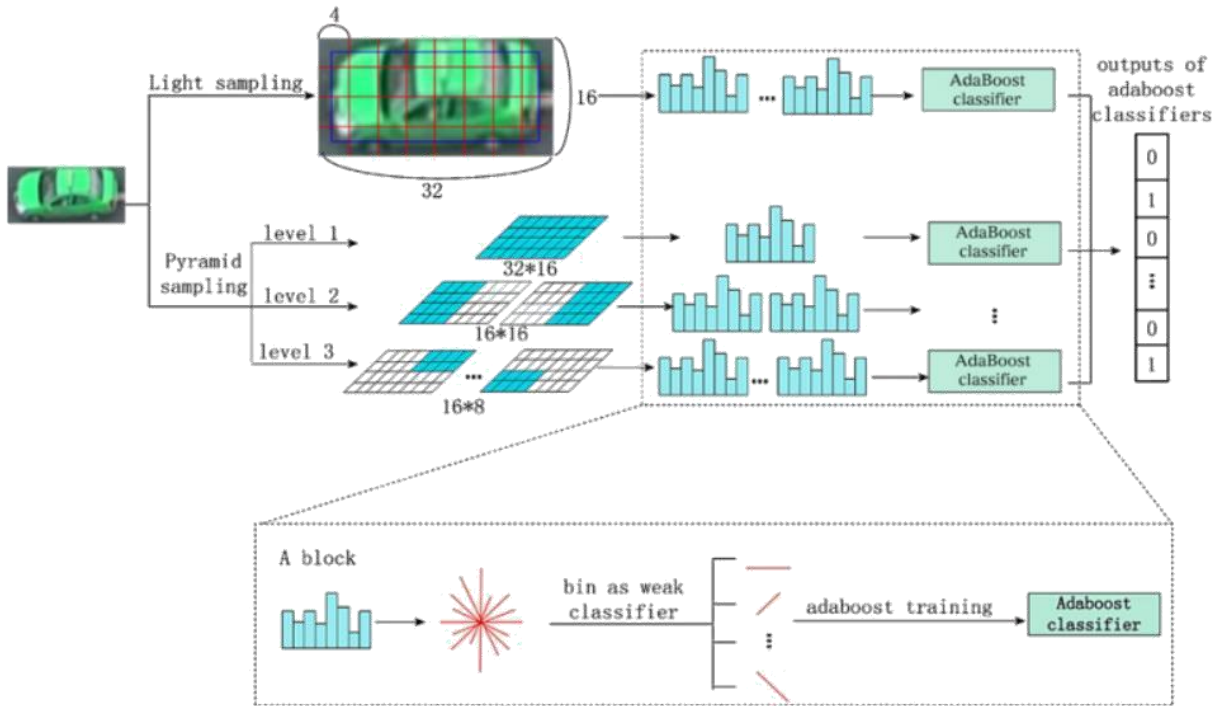 4
Light sampling
16
32
...
AdaBoost
classifier
outputs of
adaboost
classifiers
0
1
0
...
0
1
Pyramid
sampling
level 1
32*16
AdaBoost
classifier
level 2
16*16
...
level 3
...
16*8
...
AdaBoost
classifier
A block
bin as weak
classifier
...
adaboost training
Adaboost
classifier